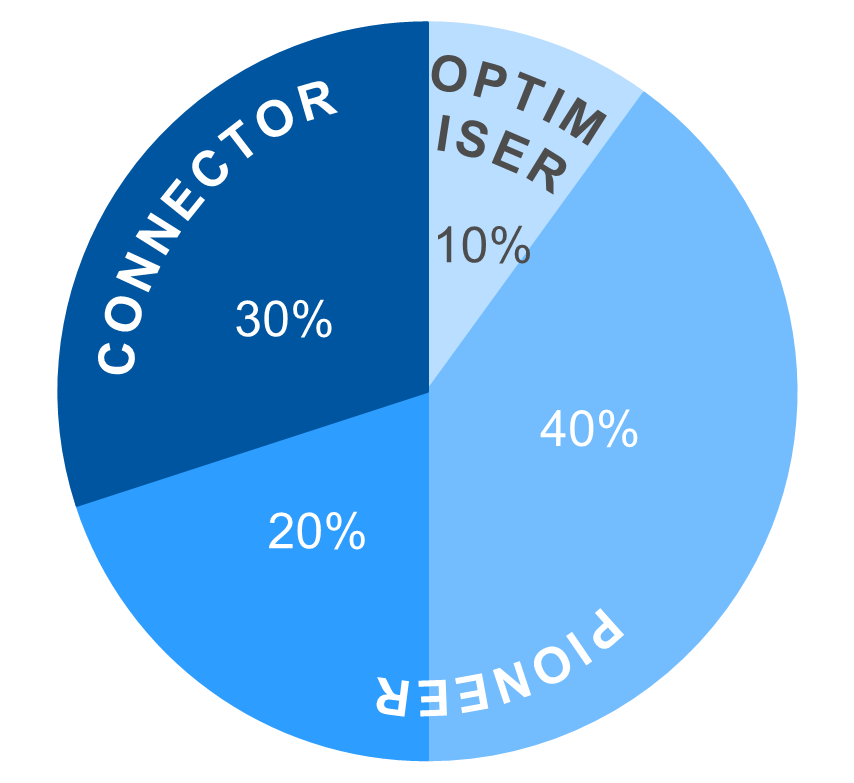 OPTIM
ISER
10%
CONNECTOR
30%
40%
20%
PIONEER